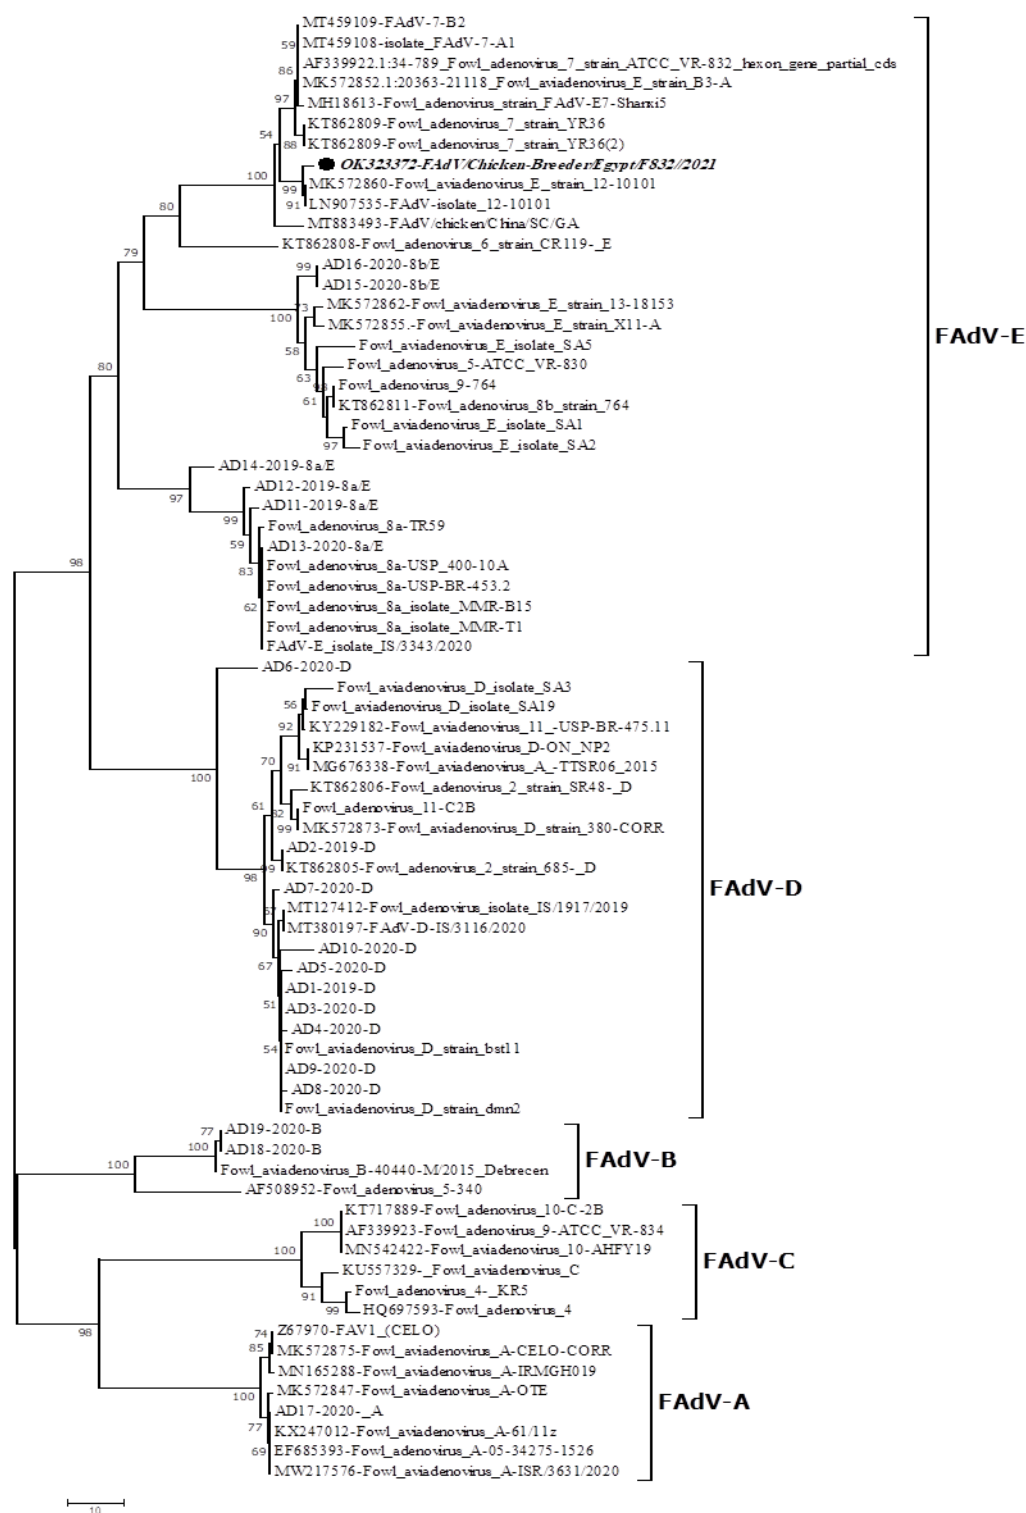 MT459109-FAdV-7-B2
59
MT459108-isolate_FAdV-7-A1
AF339922.1:34-789_Fowl_adenovirus_7_strain_ATCC_VR-832_hexon_gene_partial_cds
86
MK572852.1:20363-21118_Fowl_aviadenovirus_E_strain_B3-A
97
MH18613-Fowl_adenovirus_strain_FAdV-E7-Shanxi5
KT862809-Fowl_adenovirus_7_strain_YR36
54
88
KT862809-Fowl_adenovirus_7_strain_YR36(2)
OK323372-FAdV/Chicken-Breeder/Egypt/F832//2021
100
99
MK572860-Fowl_aviadenovirus_E_strain_12-10101
91
LN907535-FAdV-isolate_12-10101
80
MT883493-FAdV/chicken/China/SC/GA
79
KT862808-Fowl_adenovirus_6_strain_CR119-_E
99
AD16-2020-8b/E
AD15-2020-8b/E
73
MK572862-Fowl_aviadenovirus_E_strain_13-18153
100
MK572855.-Fowl_aviadenovirus_E_strain_X11-A
FAdV-E
58
Fowl_aviadenovirus_E_isolate_SA5
80
63
Fowl_adenovirus_5-ATCC_VR-830
Fowl_adenovirus_9-764
61
KT862811-Fowl_adenovirus_8b_strain_764
Fowl_aviadenovirus_E_isolate_SA1
97
Fowl_aviadenovirus_E_isolate_SA2
AD14-2019-8a/E
97
AD12-2019-8a/E
99
AD11-2019-8a/E
Fowl_adenovirus_8a-TR59
59
AD13-2020-8a/E
98
83
Fowl_adenovirus_8a-USP_400-10A
Fowl_adenovirus_8a-USP-BR-453.2
62
Fowl_adenovirus_8a_isolate_MMR-B15
Fowl_adenovirus_8a_isolate_MMR-T1
FAdV-E_isolate_IS/3343/2020
AD6-2020-D
Fowl_aviadenovirus_D_isolate_SA3
56
Fowl_aviadenovirus_D_isolate_SA19
92
KY229182-Fowl_aviadenovirus_11_-USP-BR-475.11
KP231537-Fowl_aviadenovirus_D-ON_NP2
70
91
MG676338-Fowl_aviadenovirus_A_-TTSR06_2015
100
KT862806-Fowl_adenovirus_2_strain_SR48-_D
61
82
Fowl_adenovirus_11-C2B
99
MK572873-Fowl_aviadenovirus_D_strain_380-CORR
AD2-2019-D
99
KT862805-Fowl_adenovirus_2_strain_685-_D
98
AD7-2020-D
FAdV-D
MT127412-Fowl_adenovirus_isolate_IS/1917/2019
90
MT380197-FAdV-D-IS/3116/2020
AD10-2020-D
67
AD5-2020-D
AD1-2019-D
51
AD3-2020-D
AD4-2020-D
54
Fowl_aviadenovirus_D_strain_bst11
AD9-2020-D
AD8-2020-D
Fowl_aviadenovirus_D_strain_dmn2
77
AD19-2020-B
100
AD18-2020-B
FAdV-B
100
Fowl_aviadenovirus_B-40440-M/2015_Debrecen
AF508952-Fowl_adenovirus_5-340
KT717889-Fowl_adenovirus_10-C-2B
100
AF339923-Fowl_adenovirus_9-ATCC_VR-834
100
MN542422-Fowl_aviadenovirus_10-AHFY19
FAdV-C
KU557329-_Fowl_aviadenovirus_C
91
Fowl_adenovirus_4-_KR5
99
HQ697593-Fowl_adenovirus_4
98
74
Z67970-FAV1_(CELO)
85
MK572875-Fowl_aviadenovirus_A-CELO-CORR
MN165288-Fowl_aviadenovirus_A-IRMGH019
100
MK572847-Fowl_aviadenovirus_A-OTE
FAdV-A
AD17-2020-_A
77
KX247012-Fowl_aviadenovirus_A-61/11z
69
EF685393-Fowl_adenovirus_A-05-34275-1526
MW217576-Fowl_aviadenovirus_A-ISR/3631/2020
10